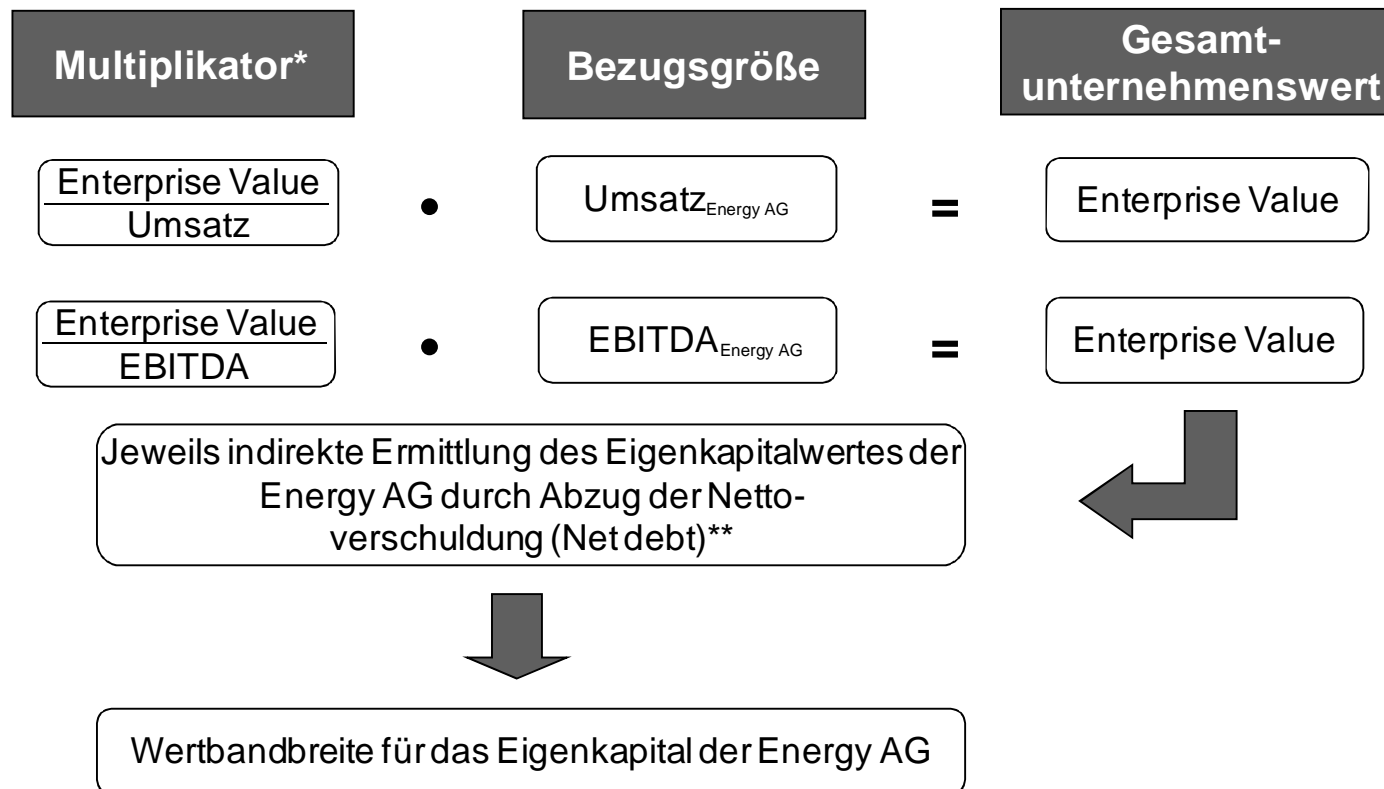 Multiplikator*
Bezugsgröße
Gesamt-
unternehmenswert
Enterprise Value
Umsatz
•
Umsatz Energy AG
=
Enterprise Value
Enterprise Value
EBITDA
•
EBITDA Energy AG
=
Enterprise Value
Jeweils indirekte Ermittlung des Eigenkapitalwertes der
Energy AG durch Abzug der Netto-
verschuldung (Net debt)**
Wertbandbreite für das Eigenkapital der Energy AG